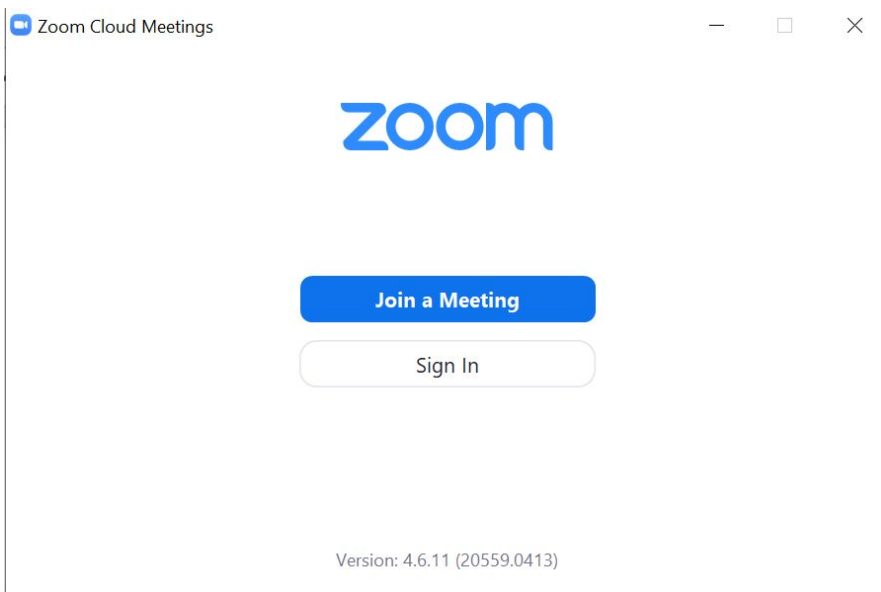 Zoom Cloud Meetings
zoom
Join a Meeting
Sign In
Version: 4.6.11 (20559.0413)